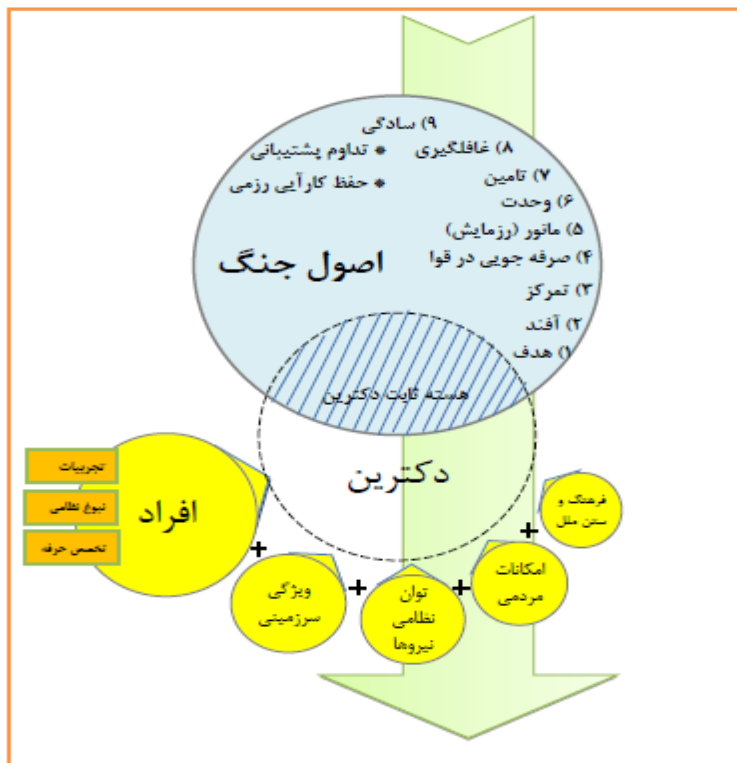 ۹) سادگی
۸) غافلگیری
* تداوم پشتیبانی
۷) تامین
* حفظ کارآیی رزمی
۶) وحدت
۵) مانور (رزمایش)
اصول جنگ
۴) صرفه جویی در قوا
۳) تمرکز
۲) آفند
۱) هدف
هسته ثابت دکترین
دکترین
افراد
تجربیات
نبوغ نظامی
تخصص حرفه
+
ویژگی
سرزمینی
+
توان
نظامی
نیروها
+
امکانات
مردمی
+
فرهنگ و
سنن ملل